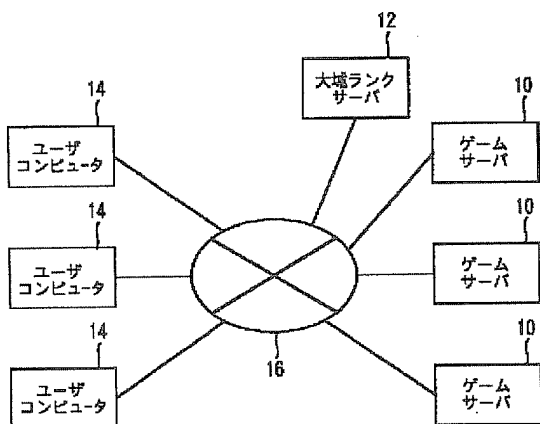 12
大域ランク
サーバ
14
ユーザ
コンピュータ
10
ゲーム
サーバ
14
ユーザ
コンピュータ
10
ゲーム
サーバ
14
ユーザ
コンピュータ
16
10
ゲーム
サーバ